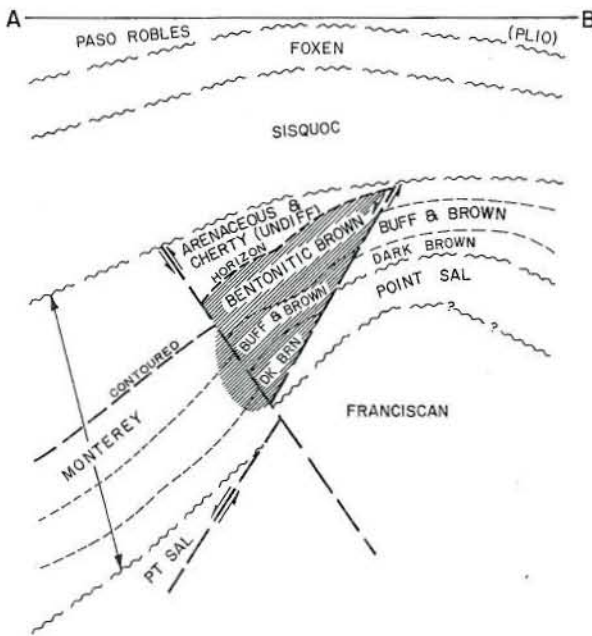 A
B
PASO ROBLES
(PLIO)
FOXEN
SISQUOC
ARENACEOUS &
CHERTY (UNDIFF)
HORIZON
BENTONITIC BROWN
BUFF & BROWN
DARK BROWN
POINT SAL
? ?
BUFF & BROWN
DK BRN
CONTOURED
MONTEREY
FRANCISCAN
PT SAL